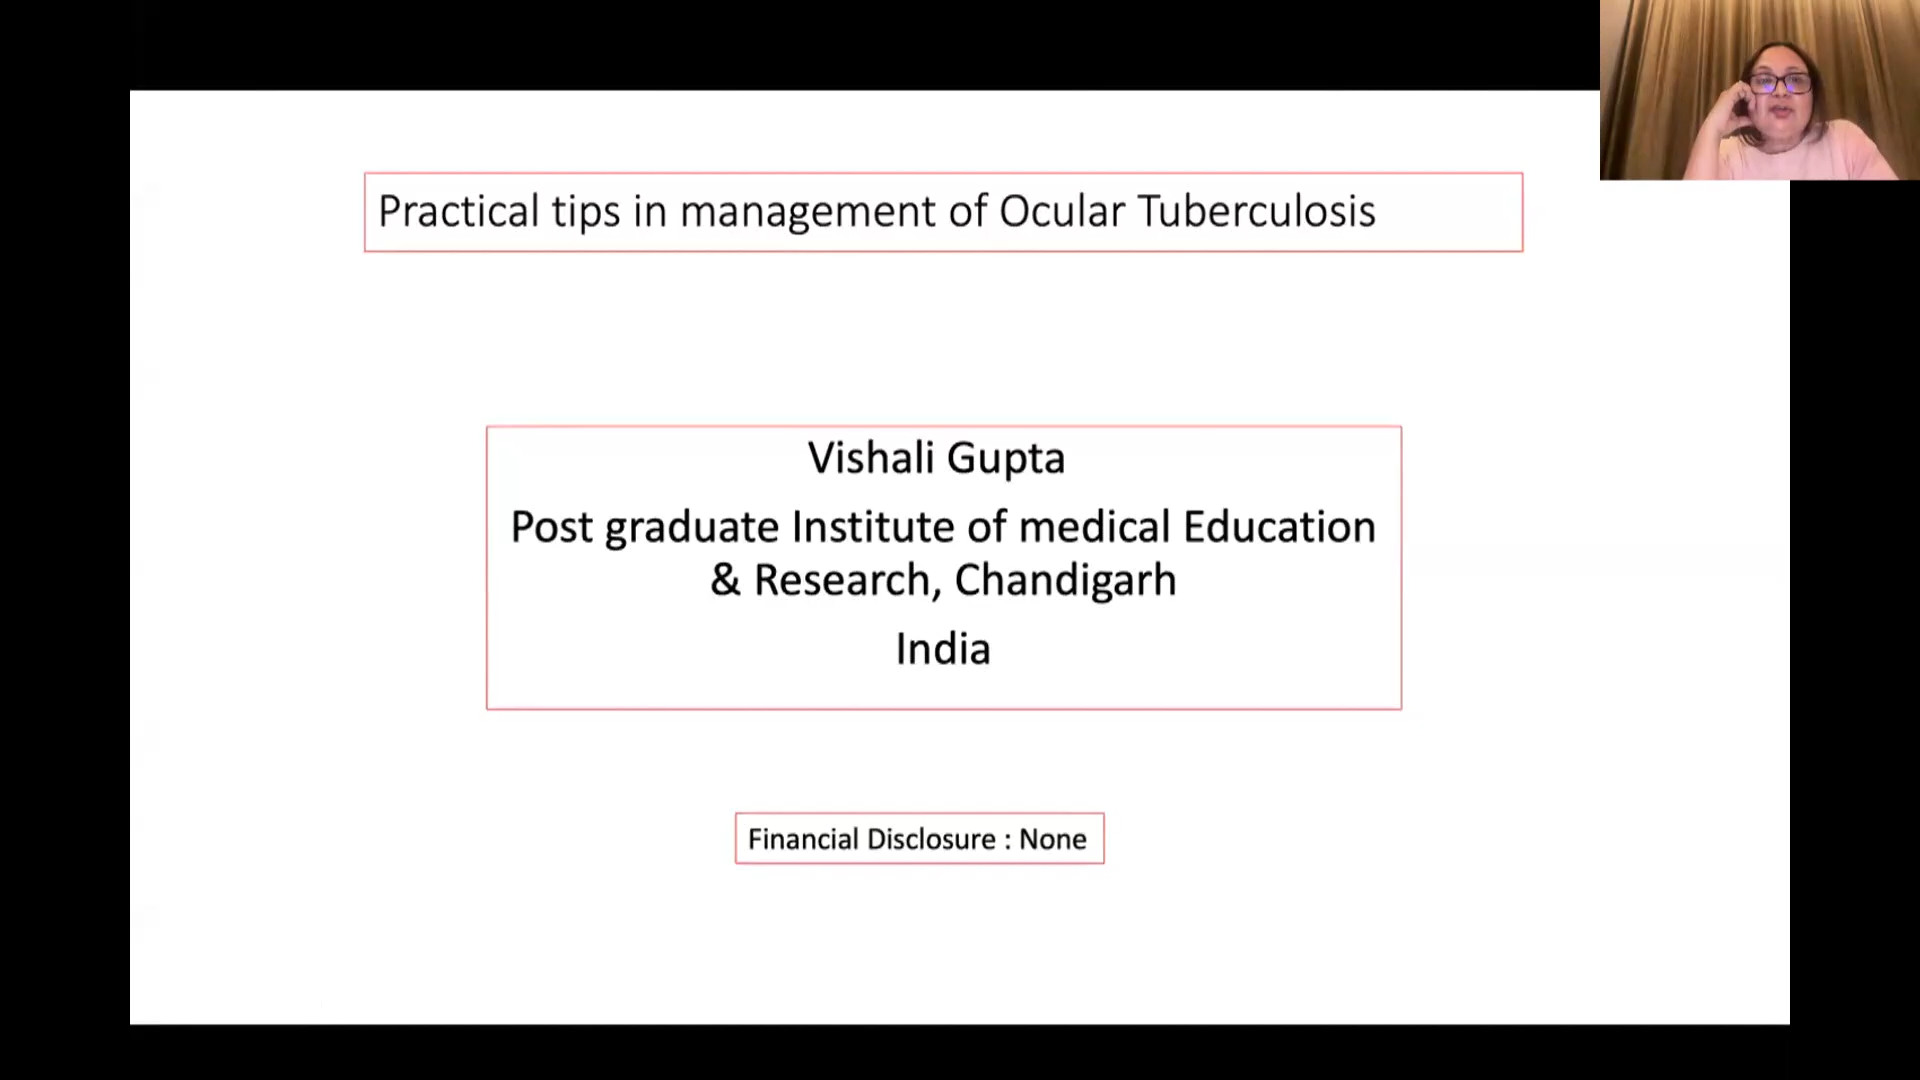 Practical tips in management of Ocular Tuberculosis
Vishali Gupta
Post graduate Institute of medical Education
& Research, Chandigarh
India
Financial Disclosure : None